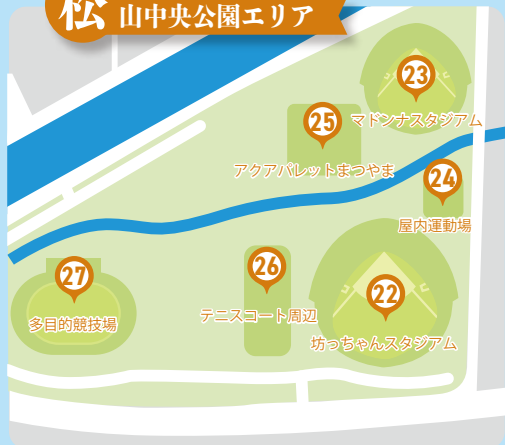 松山中央公園エリア
23
マドンナスタジアム
25
アクアパレットまつやま
24
屋内運動場
27
多目的競技場
26
テニスコート周辺
22
坊っちゃんスタジアム